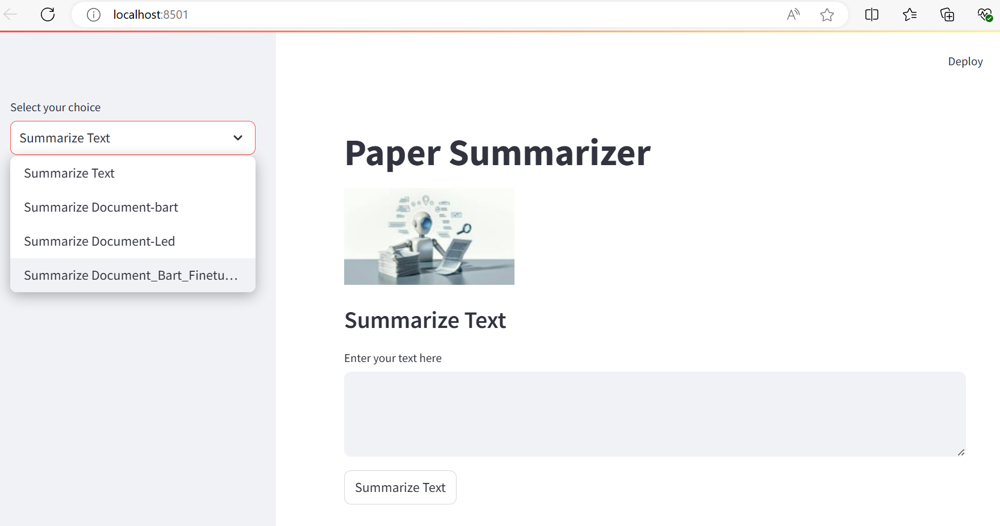 localhost:8501
Deploy
Select your choice
Summarize Text
Summarize Text
Summarize Document-bart
Summarize Document-Led
Summarize Document_Bart_Finetu...
Paper Summarizer
Summarize Text
Enter your text here
Summarize Text